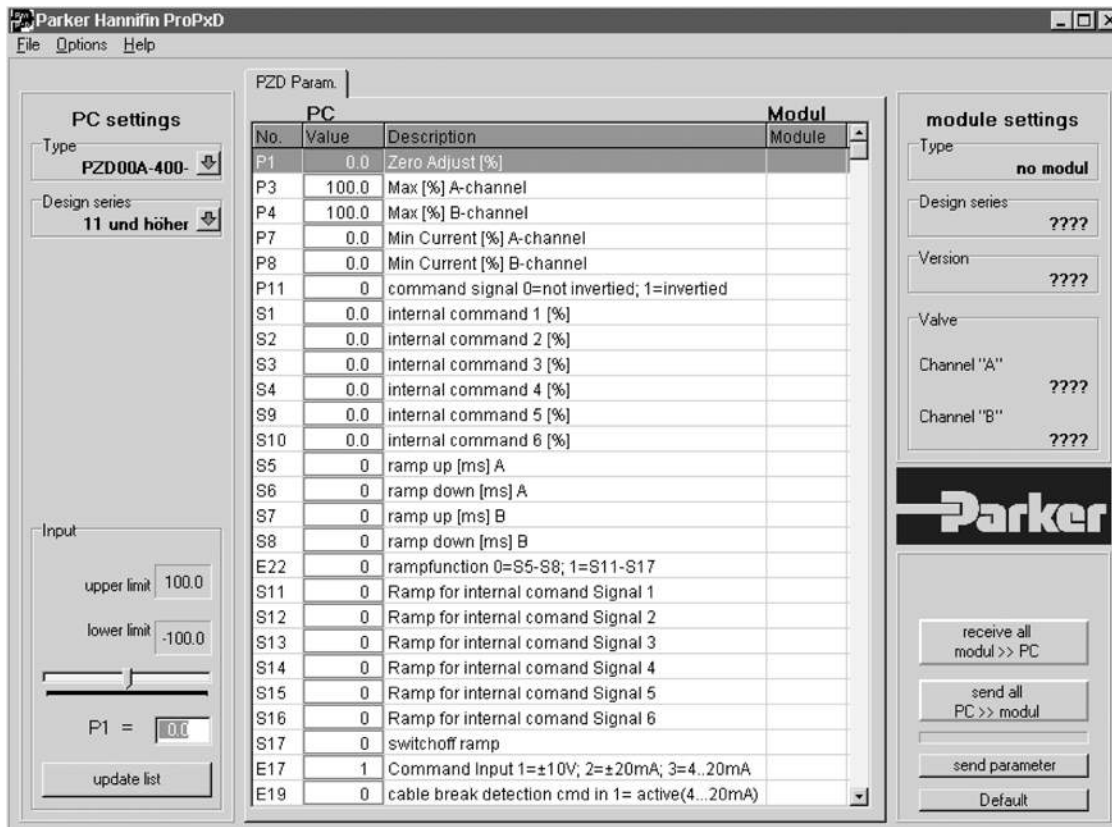 Parker Hannifin ProPxD
File Options Help
PC settings
Type
PZD00A-400-
Design series
11 und höher
Input
upper limit 100.0
lower limit -100.0
P1 = 0.0
update list
PZD Param.
PC Modul
No. Value Description Module
P1 0.0 Zero Adjust [%]
P3 100.0 Max [%] A-channel
P4 100.0 Max [%] B-channel
P7 0.0 Min Current [%] A-channel
P8 0.0 Min Current [%] B-channel
P11 0 command signal 0=not invertied; 1=invertied
S1 0.0 internal command 1 [%]
S2 0.0 internal command 2 [%]
S3 0.0 internal command 3 [%]
S4 0.0 internal command 4 [%]
S9 0.0 internal command 5 [%]
S10 0.0 internal command 6 [%]
S5 0 ramp up [ms] A
S6 0 ramp down [ms] A
S7 0 ramp up [ms] B
S8 0 ramp down [ms] B
E22 0 rampfunction 0=S5-S8; 1=S11-S17
S11 0 Ramp for internal comand Signal 1
S12 0 Ramp for internal comand Signal 2
S13 0 Ramp for internal comand Signal 3
S14 0 Ramp for internal comand Signal 4
S15 0 Ramp for internal comand Signal 5
S16 0 Ramp for internal comand Signal 6
S17 0 switchoff ramp
E17 1 Command Input 1=±10V; 2=±20mA; 3=4..20mA
E19 0 cable break detection cmd in 1= active(4...20mA)
module settings
Type
no modul
Design series
????
Version
????
Valve
Channel "A"
????
Channel "B"
????
Parker
receive all
modul >> PC
send all
PC >> modul
send parameter
Default